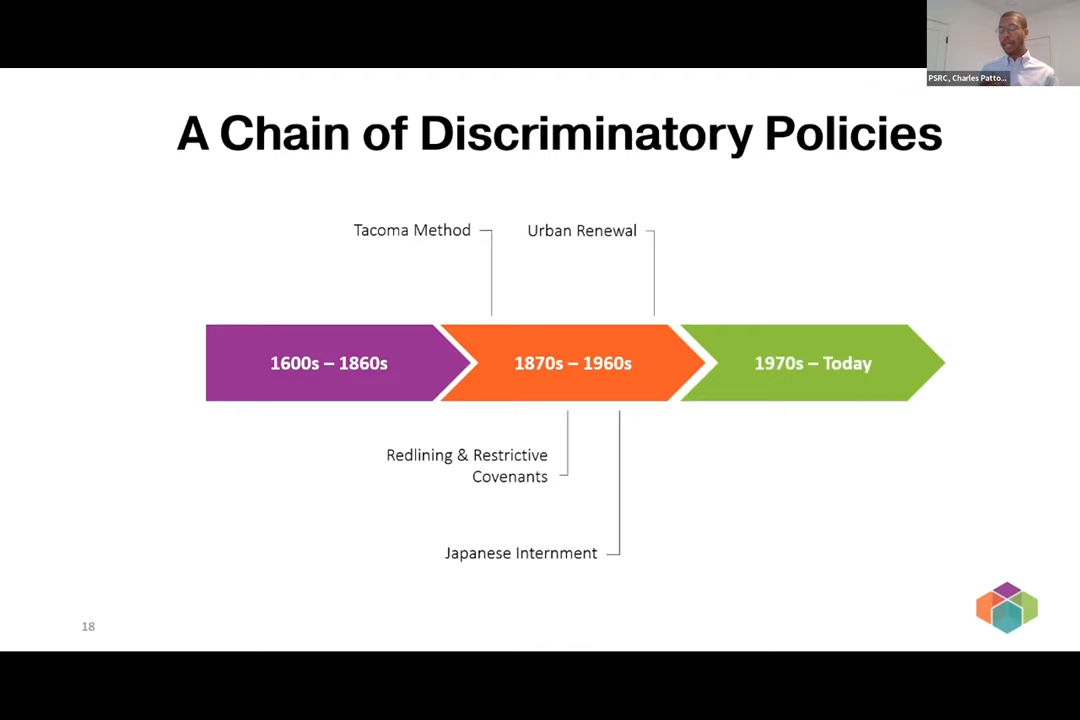 PSRC, Charles Patto...
A Chain of Discriminatory Policies
Tacoma Method
Urban Renewal
1600s – 1860s
1870s – 1960s
1970s – Today
Redlining & Restrictive
Covenants
Japanese Internment
18